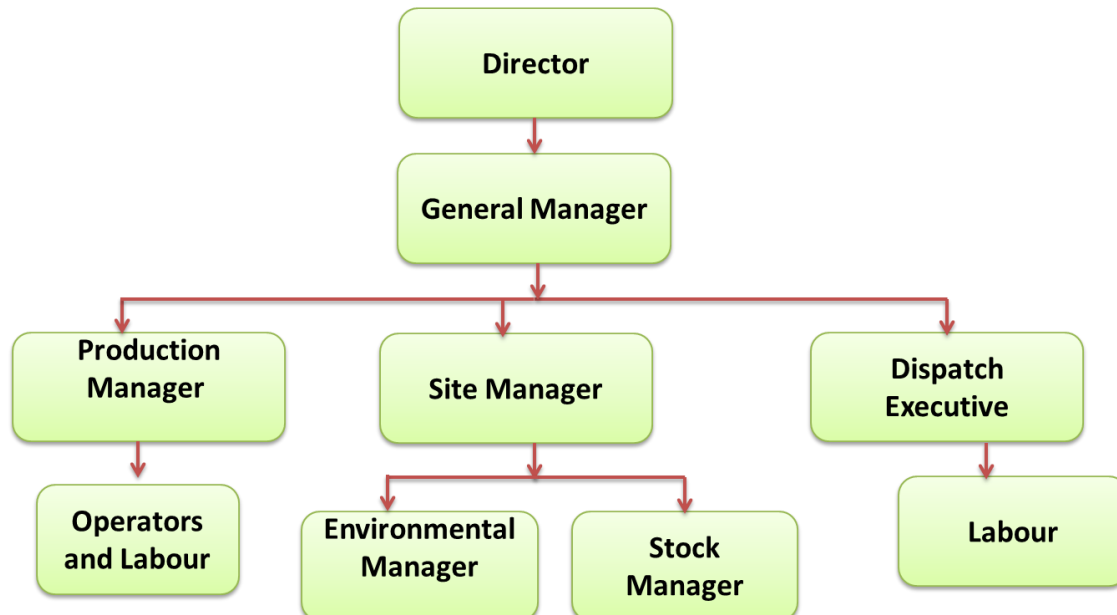 Director
General Manager
Production
Manager
Site Manager
Dispatch
Executive
Operators
and Labour
Environmental
Manager
Stock
Manager
Labour